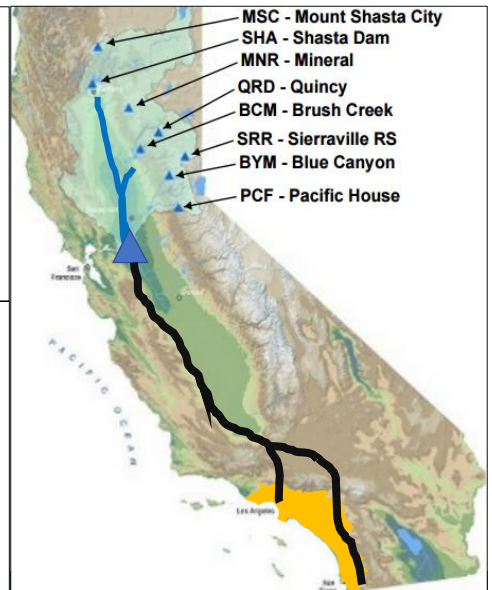 MSC - Mount Shasta City
SHA - Shasta Dam
MNR - Mineral
QRD - Quincy
BCM - Brush Creek
SRR - Sierraville RS
BYM - Blue Canyon
PCF - Pacific House
San
Francisco
PACIFIC OCEAN
Los Angeles
San